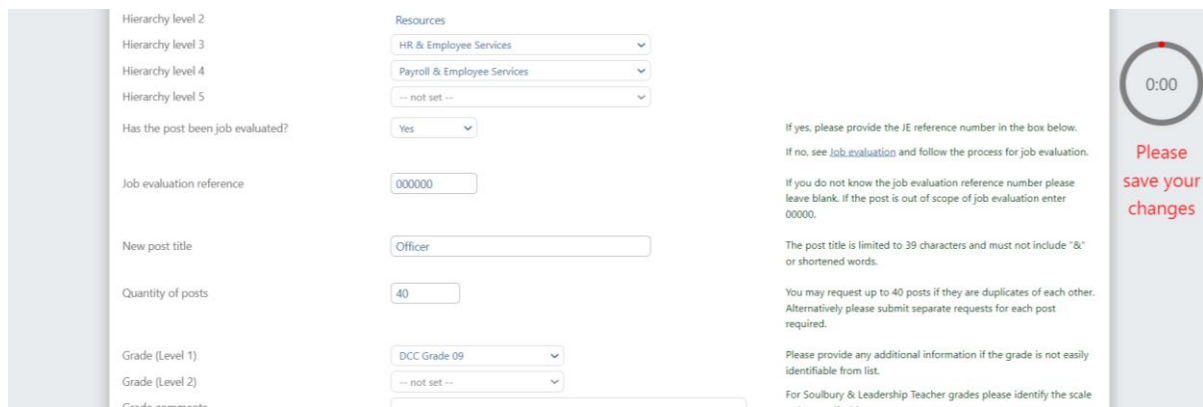 Hierarchy level 2 Resources
Hierarchy level 3 HR & Employee Services
Hierarchy level 4 Payroll & Employee Services
Hierarchy level 5 -- not set --
0:00
Please
save your
changes
Has the post been job evaluated? Yes If yes, please provide the JE reference number in the box below.
If no, see Job evaluation and follow the process for job evaluation.
Job evaluation reference 000000 If you do not know the job evaluation reference number please
leave blank. If the post is out of scope of job evaluation enter
00000.
New post title Officer The post title is limited to 39 characters and must not include "&"
or shortened words.
Quantity of posts 40 You may request up to 40 posts if they are duplicates of each other.
Alternatively please submit separate requests for each post
required.
Grade (Level 1) DCC Grade 09 Please provide any additional information if the grade is not easily
identifiable from list.
Grade (Level 2) -- not set --
For Soulbury & Leadership Teacher grades please identify the scale
Grade comments